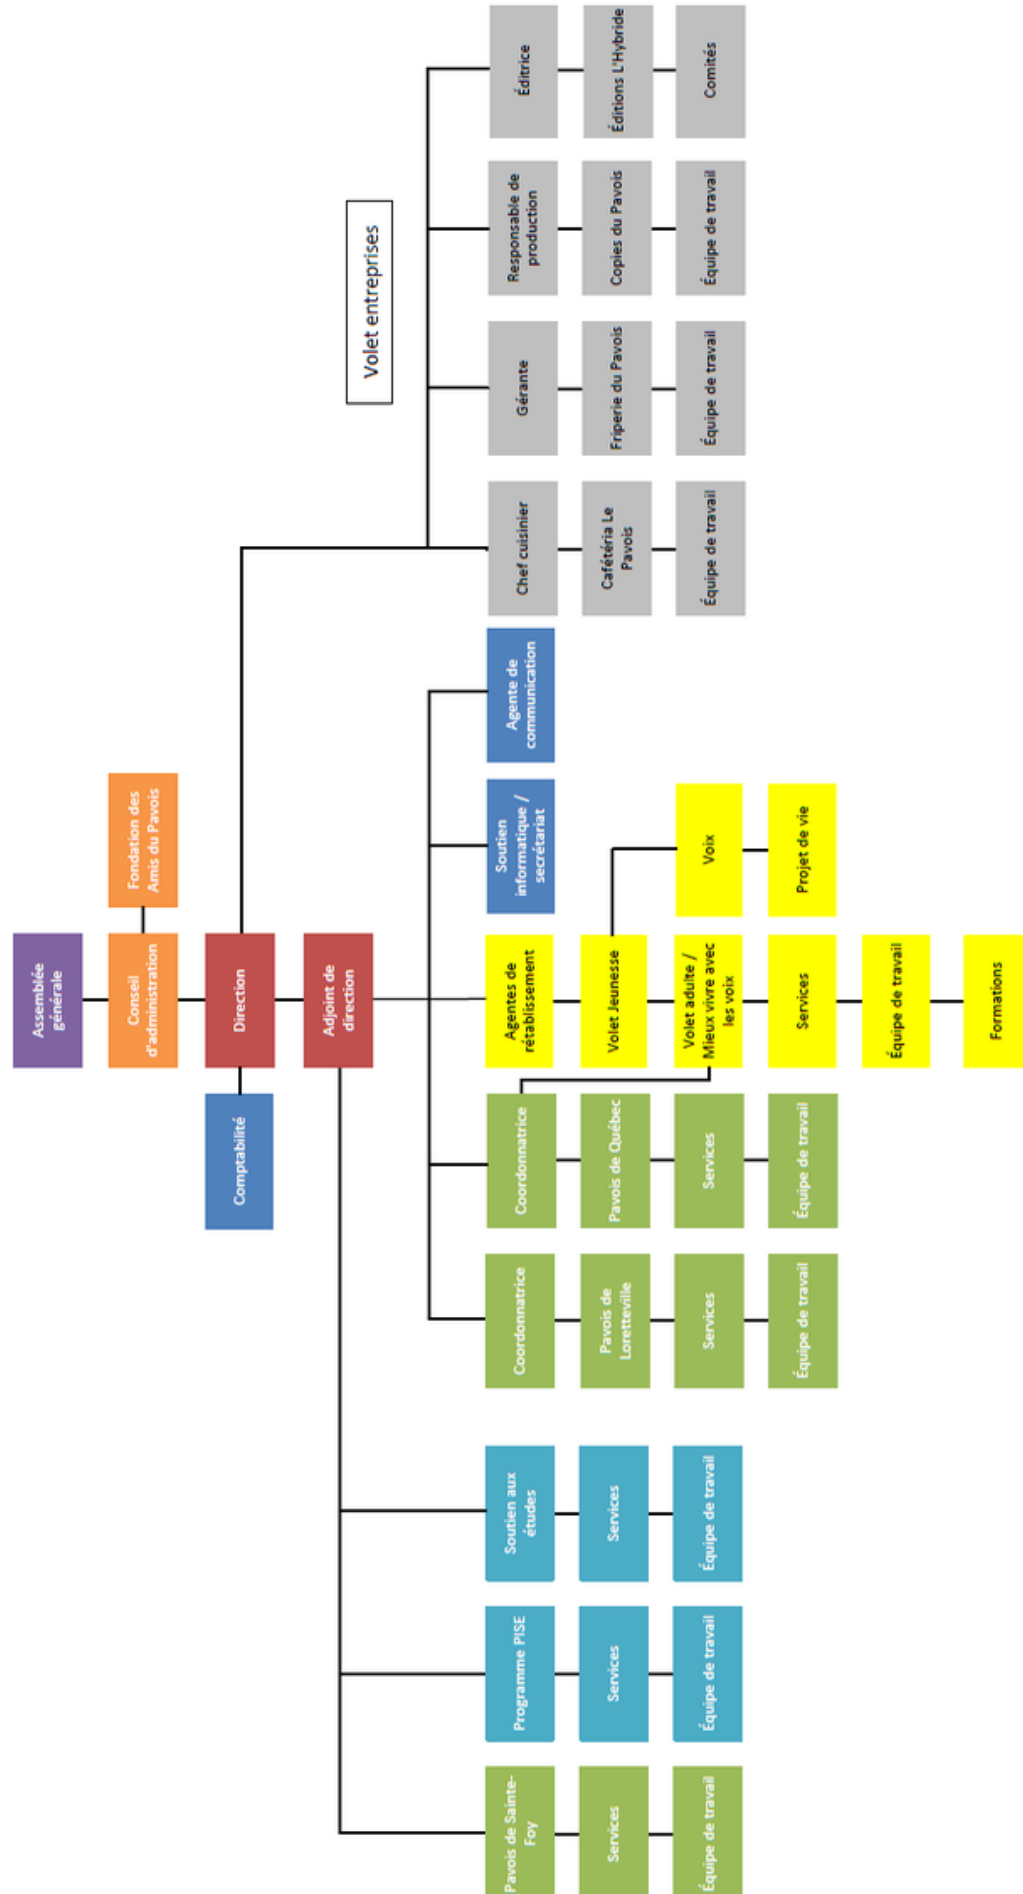 Assemblée
générale
Conseil
d'administration
Fondation des
Amis du Pavois
Comptabilité
Direction
Adjoint de
direction
Volet entreprises
Pavois de Sainte-
Foy
Services
Équipe de travail
Programme PISE
Services
Équipe de travail
Soutien aux
études
Services
Équipe de travail
Coordonnatrice
Pavois de
Loretteville
Services
Équipe de travail
Coordonnatrice
Pavois de Québec
Services
Équipe de travail
Agentes de
rétablissement
Volet Jeunesse
Volet adulte /
Mieux vivre avec
les voix
Services
Équipe de travail
Formations
Voix
Projet de vie
Soutien
informatique /
secrétariat
Agente de
communication
Chef cuisinier
Cafétéria Le
Pavois
Équipe de travail
Gérante
Friperie du Pavois
Équipe de travail
Responsable de
production
Copies du Pavois
Équipe de travail
Éditrice
Éditions L'Hybride
Comités